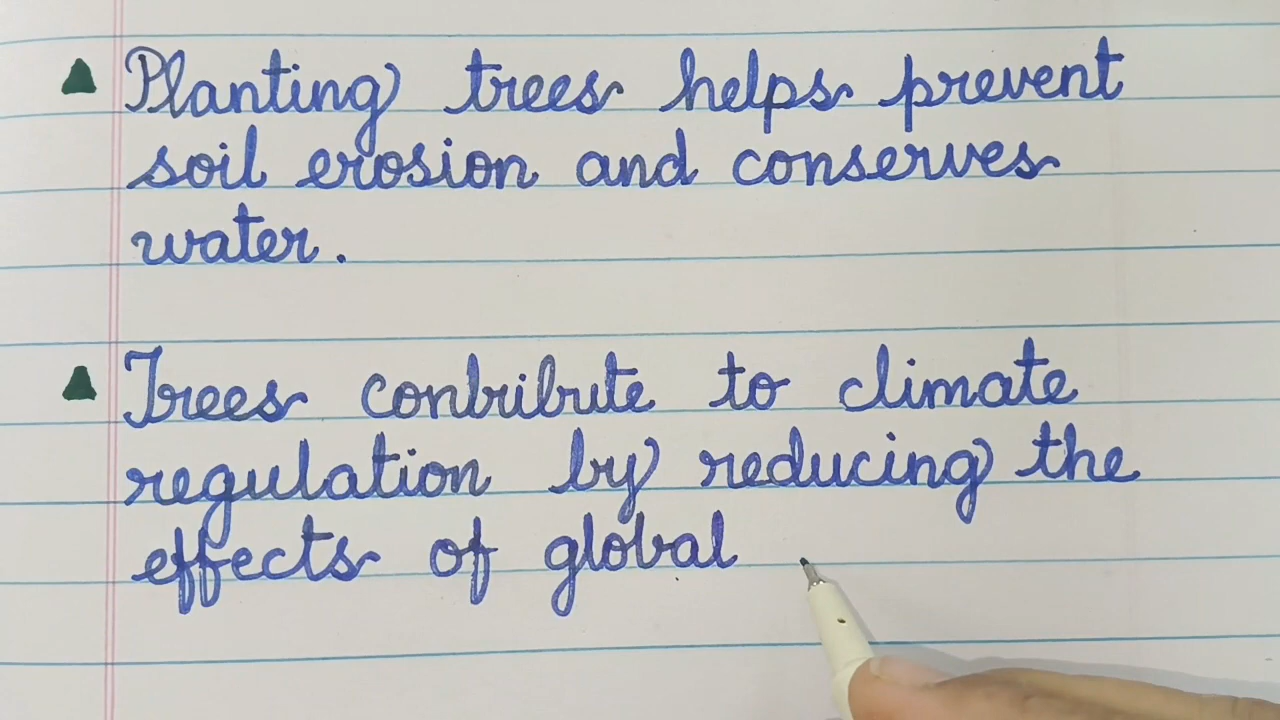 Planting trees helps prevent
soil erosion and conserves
water.
Trees contribute to climate
regulation by reducing the
effects of global